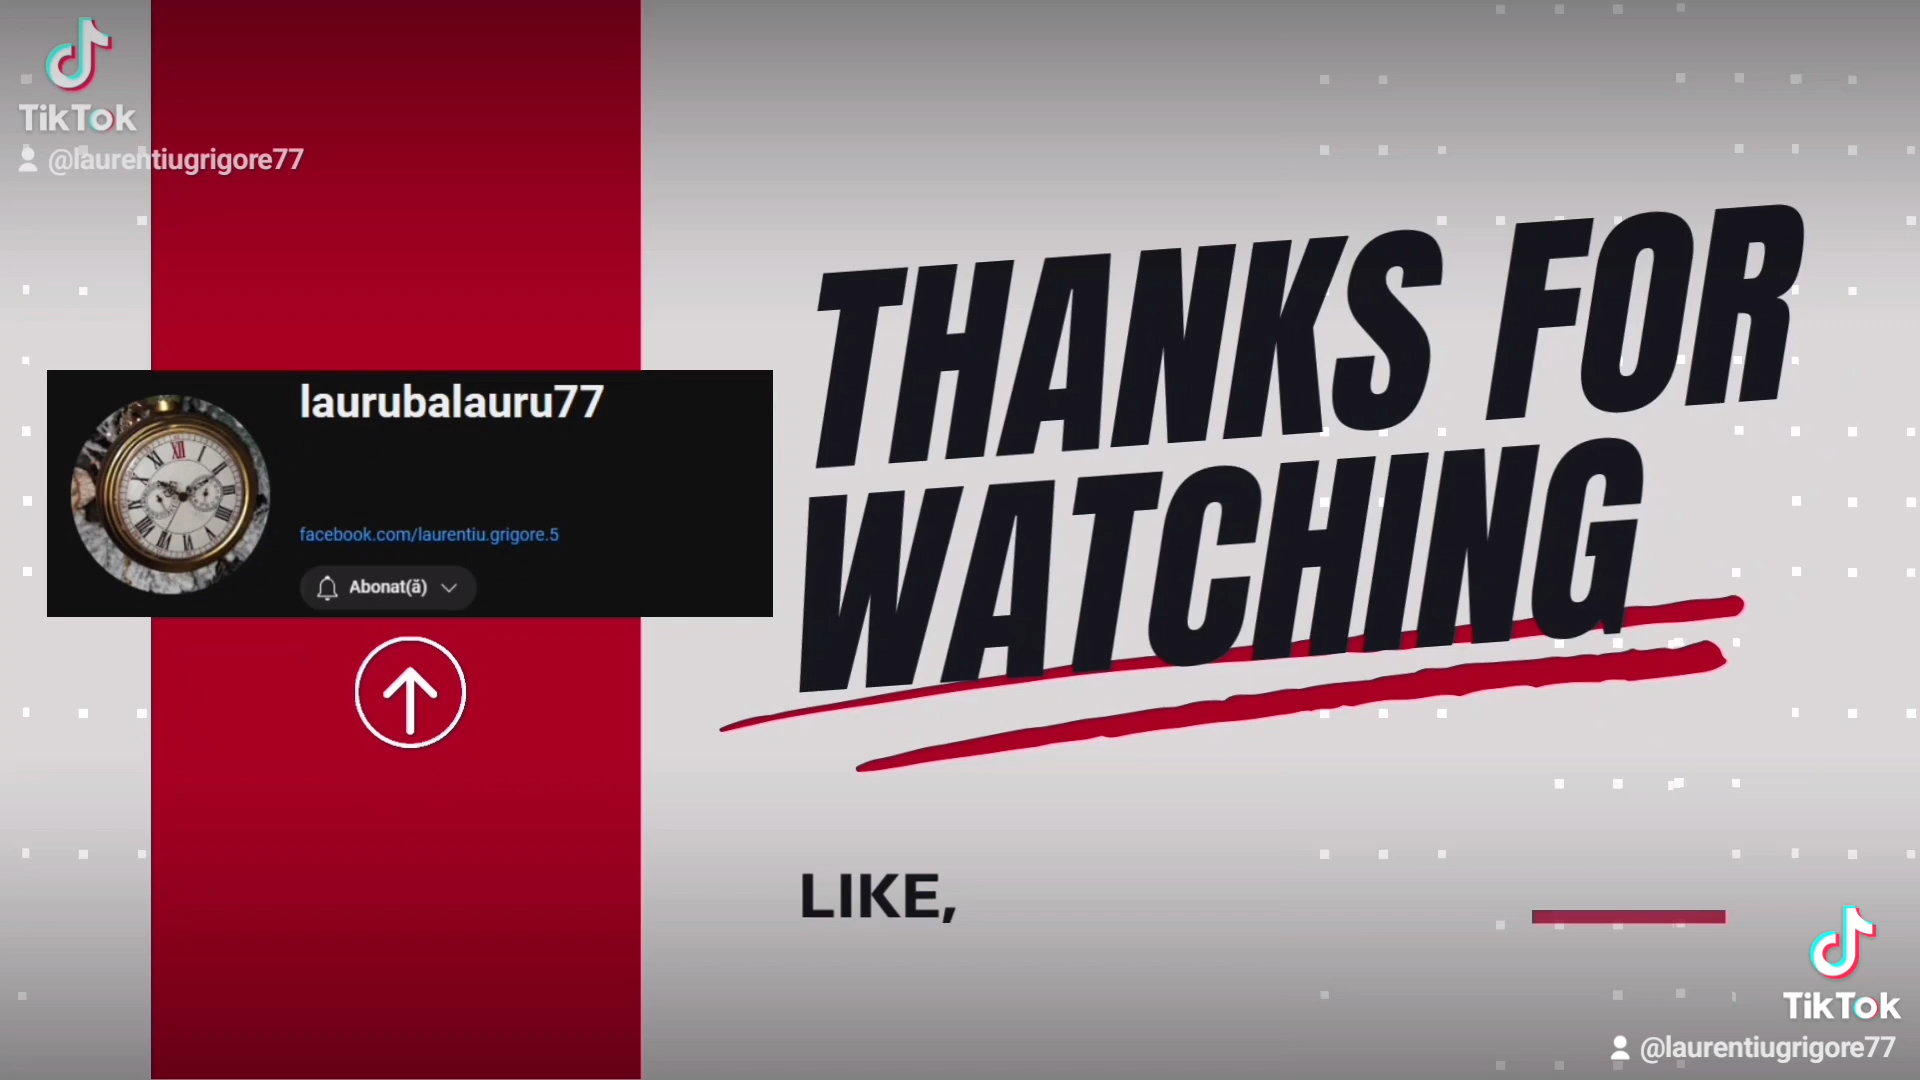 TikTok
@laurentiugrigore77
THANKS FOR
WATCHING
laurubalauru77
facebook.com/laurentiu.grigore.5
Abonat(ă)
LIKE,
TikTok
@laurentiugrigore77